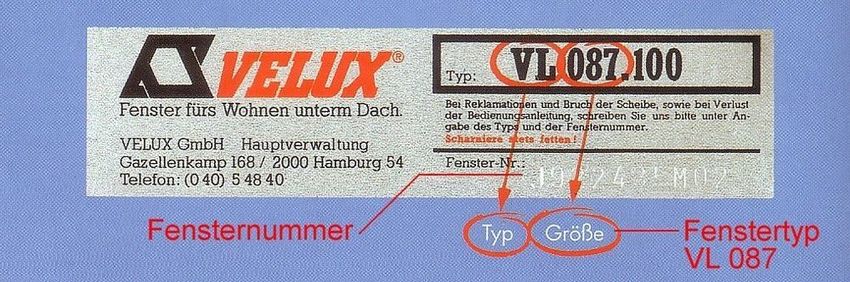 VELUX®
Fenster fürs Wohnen unterm Dach.
VELUX GmbH Hauptverwaltung
Gazellenkamp 168 / 2000 Hamburg 54
Telefon: (0 40) 5 48 40
Typ: VL 087.100
Bei Reklamationen und Bruch der Scheibe, sowie bei Verlust
der Bedienungsanleitung, schreiben Sie uns bitte unter An-
gabe des Typs und der Fensternummer.
Scharniere stets fetten!
Fenster-Nr.:
Fensternummer
Typ
Größe
Fenstertyp
VL 087